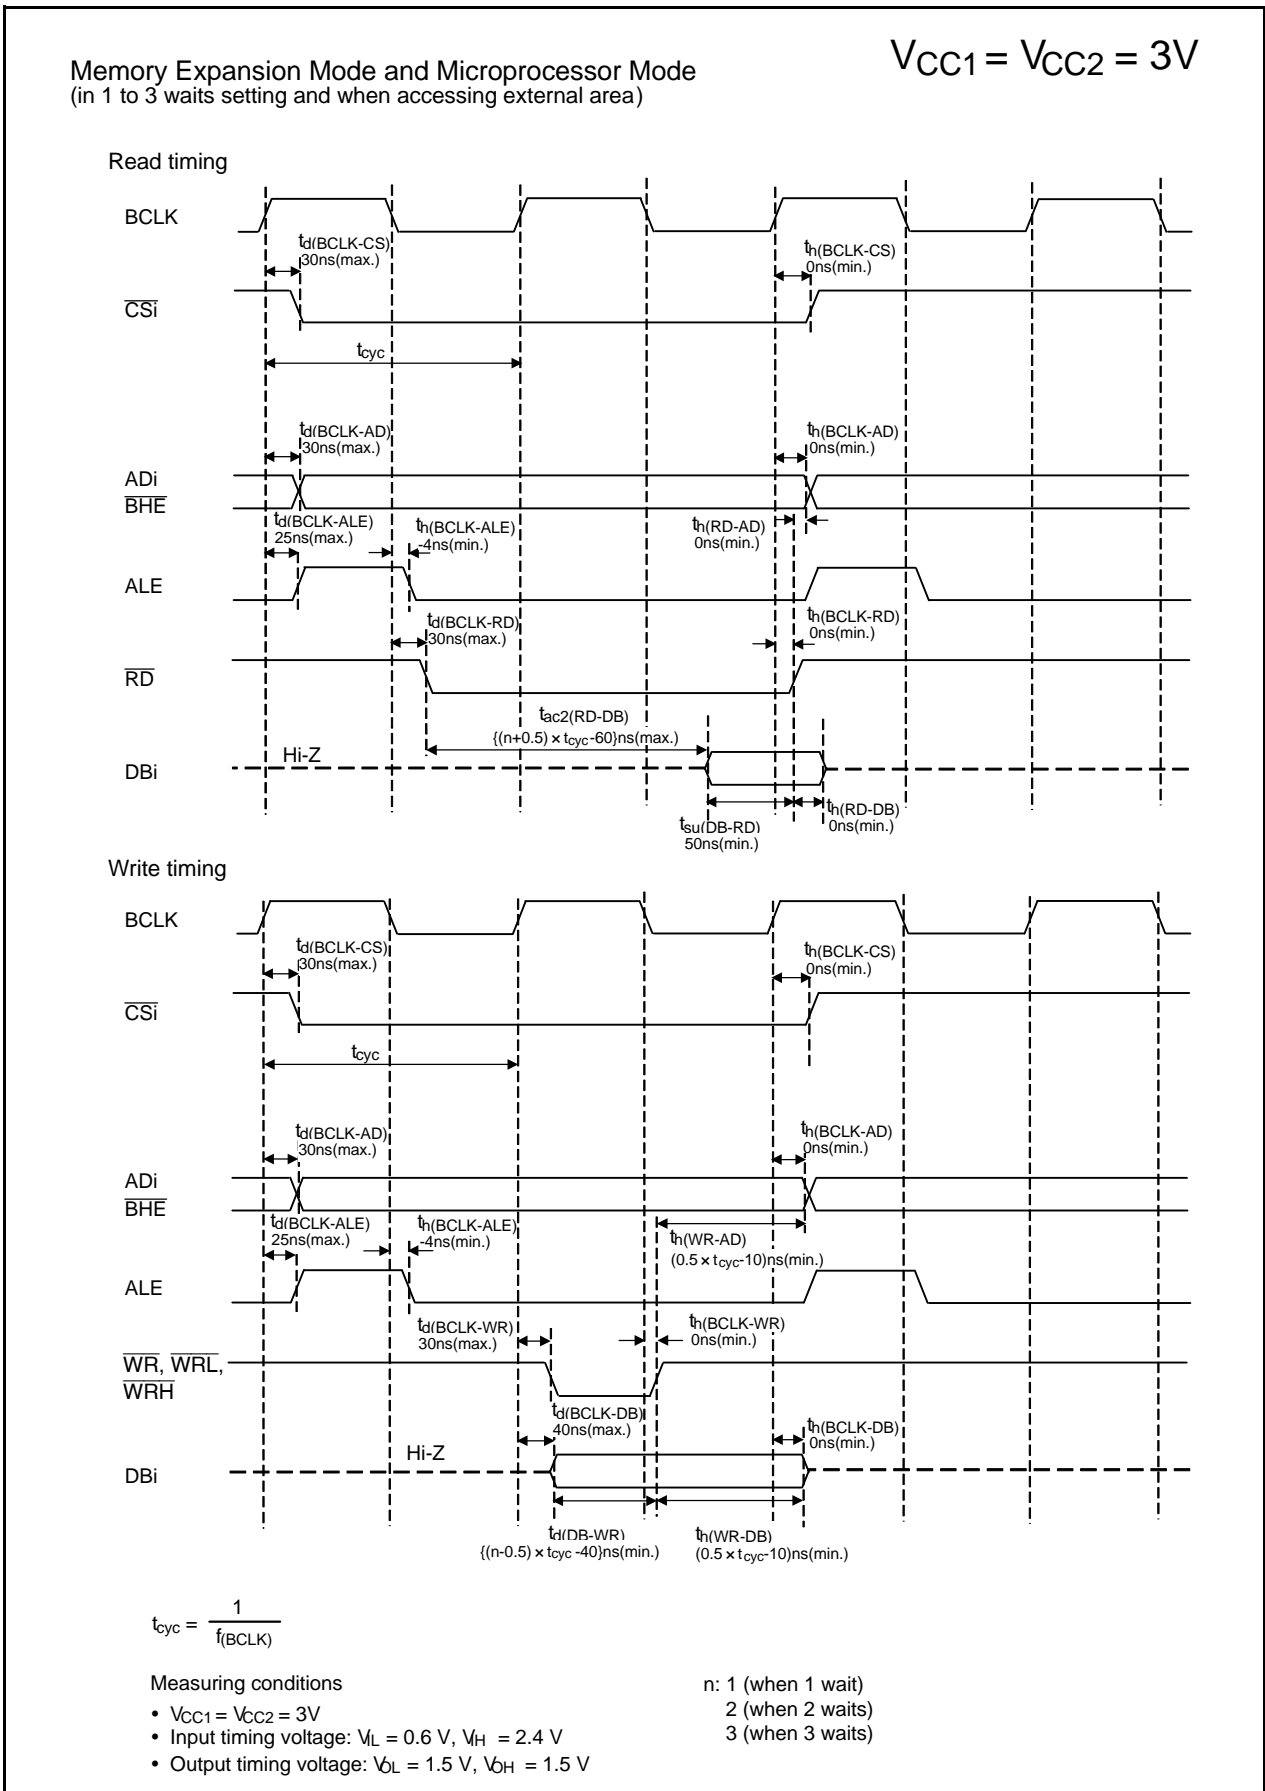 Memory Expansion Mode and Microprocessor Mode
(in 1 to 3 waits setting and when accessing external area)
VCC1 = VCC2 = 3V
Read timing
BCLK
td(BCLK-CS)
30ns(max.)
th(BCLK-CS)
0ns(min.)
CSi
tcyc
td(BCLK-AD)
30ns(max.)
th(BCLK-AD)
0ns(min.)
ADi
BHE
td(BCLK-ALE)
25ns(max.)
th(BCLK-ALE)
-4ns(min.)
th(RD-AD)
0ns(min.)
ALE
td(BCLK-RD)
30ns(max.)
th(BCLK-RD)
0ns(min.)
RD
tac2(RD-DB)
{(n+0.5)×tcyc-60}ns(max.)
Hi-Z
DBi
tsu(DB-RD)
50ns(min.)
th(RD-DB)
0ns(min.)
Write timing
BCLK
td(BCLK-CS)
30ns(max.)
th(BCLK-CS)
0ns(min.)
CSi
tcyc
td(BCLK-AD)
30ns(max.)
th(BCLK-AD)
0ns(min.)
ADi
BHE
td(BCLK-ALE)
25ns(max.)
th(BCLK-ALE)
-4ns(min.)
th(WR-AD)
(0.5×tcyc-10)ns(min.)
ALE
td(BCLK-WR)
30ns(max.)
th(BCLK-WR)
0ns(min.)
WR, WRL,
WRH
td(BCLK-DB)
40ns(max.)
th(BCLK-DB)
0ns(min.)
Hi-Z
DBi
td(DB-WR)
{(n-0.5)×tcyc-40}ns(min.)
th(WR-DB)
(0.5×tcyc-10)ns(min.)
tcyc = 1
f(BCLK)
Measuring conditions
• VCC1 = VCC2 = 3V
• Input timing voltage: VIL = 0.6 V, VIH = 2.4 V
• Output timing voltage: VOL = 1.5 V, VOH = 1.5 V
n: 1 (when 1 wait)
2 (when 2 waits)
3 (when 3 waits)